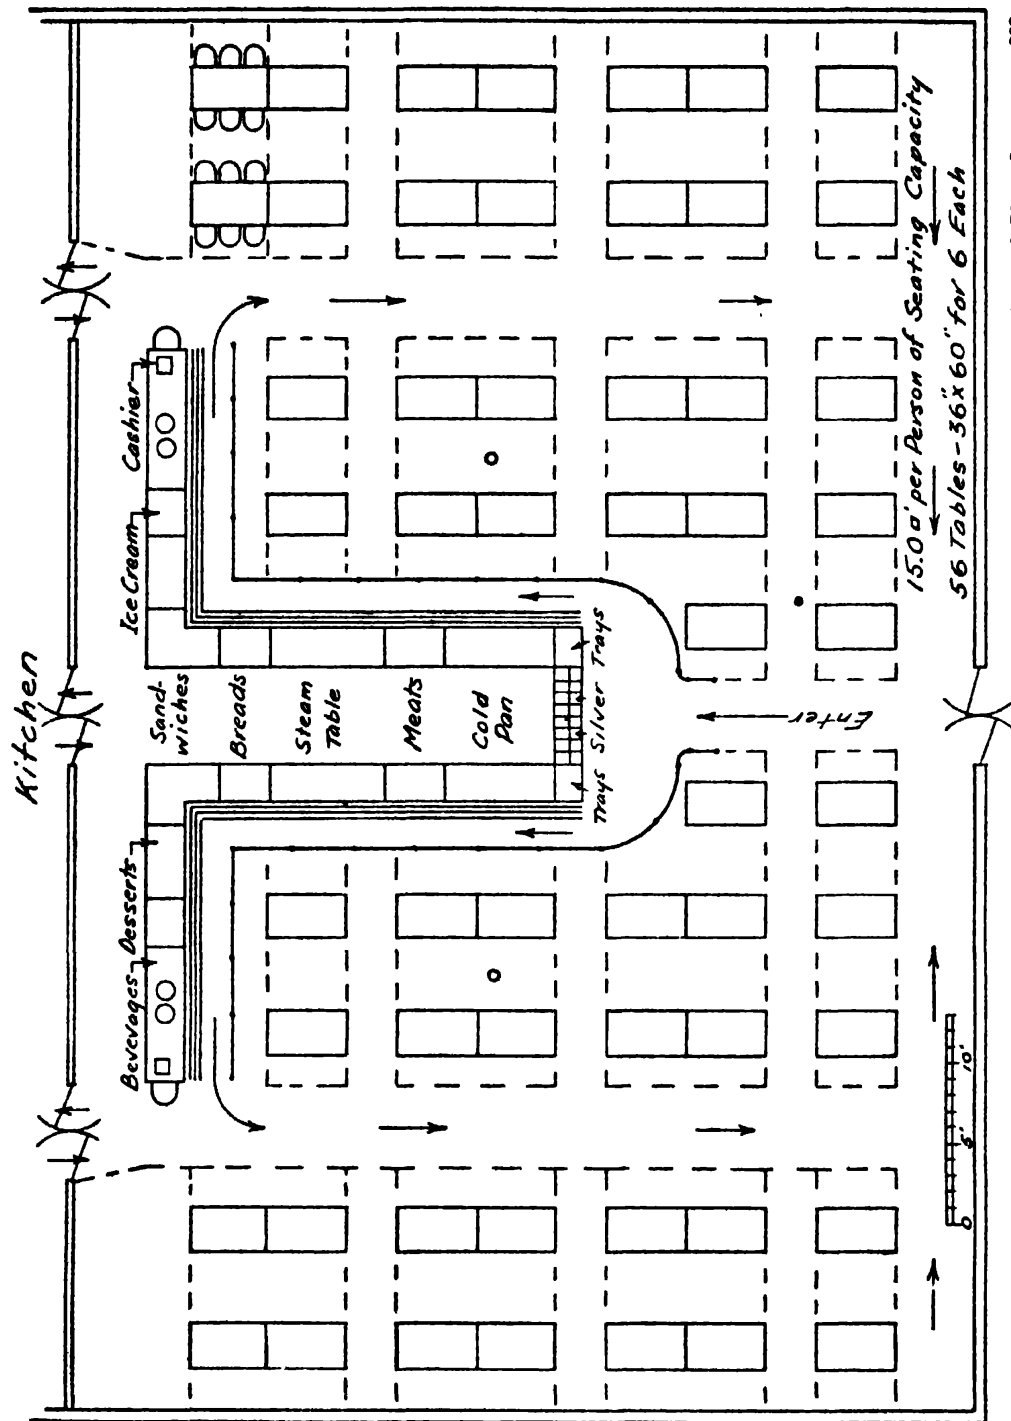 Kitchen
Beverages
Desserts
Ice Cream
Cashier
Sand-
wiches
Breads
Steam
Table
Meats
Cold
Pan
Trays Silver Trays
Enter
15.0 □' per Person of Seating Capacity
56 Tables - 36" x 60" for 6 Each
0 5' 10'